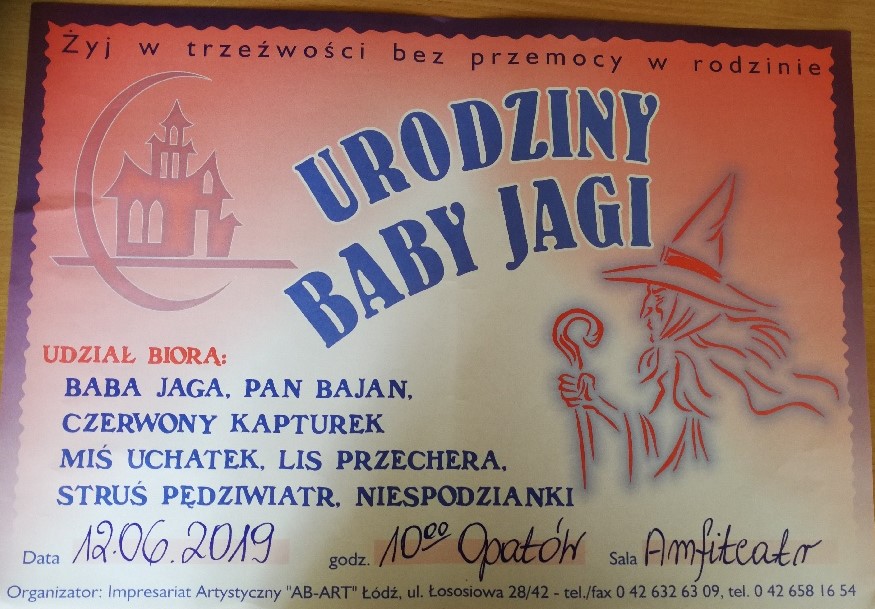 Żyj w trzeźwości bez przemocy w rodzinie
URODZINY
BABY JAGI
UDZIAŁ BIORĄ:
BABA JAGA, PAN BAJAN,
CZERWONY KAPTUREK
MIŚ UCHATEK, LIS PRZECHERA,
STRUŚ PĘDZIWIATR, NIESPODZIANKI
Data 12.06.2019 godz. 10⁰⁰ Opatów Sala Amfiteatr
Organizator: Impresariat Artystyczny "AB-ART" Łódź, ul. Łososiowa 28/42 - tel./fax 0 42 632 63 09, tel. 0 42 658 16 54